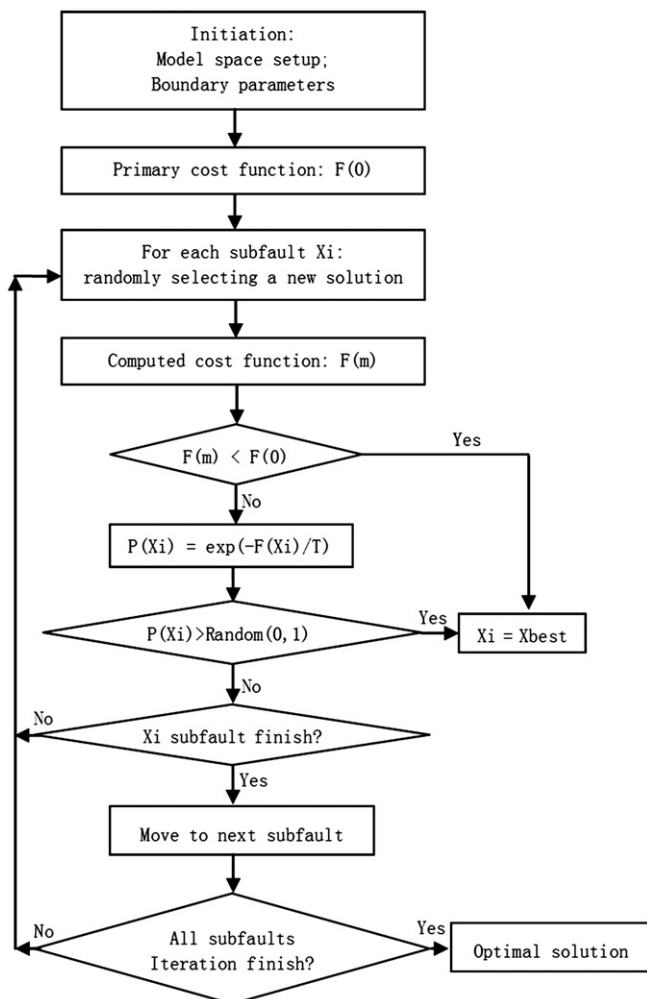 Initiation:
Model space setup;
Boundary parameters
Primary cost function: F(0)
For each subfault Xi:
randomly selecting a new solution
Computed cost function: F(m)
F(m) < F(0)
Yes
No
P(Xi) = exp(-F(Xi)/T)
P(Xi)>Random(0,1)
Yes
Xi = Xbest
No
No
Xi subfault finish?
Yes
Move to next subfault
No
All subfaults
Iteration finish?
Yes
Optimal solution